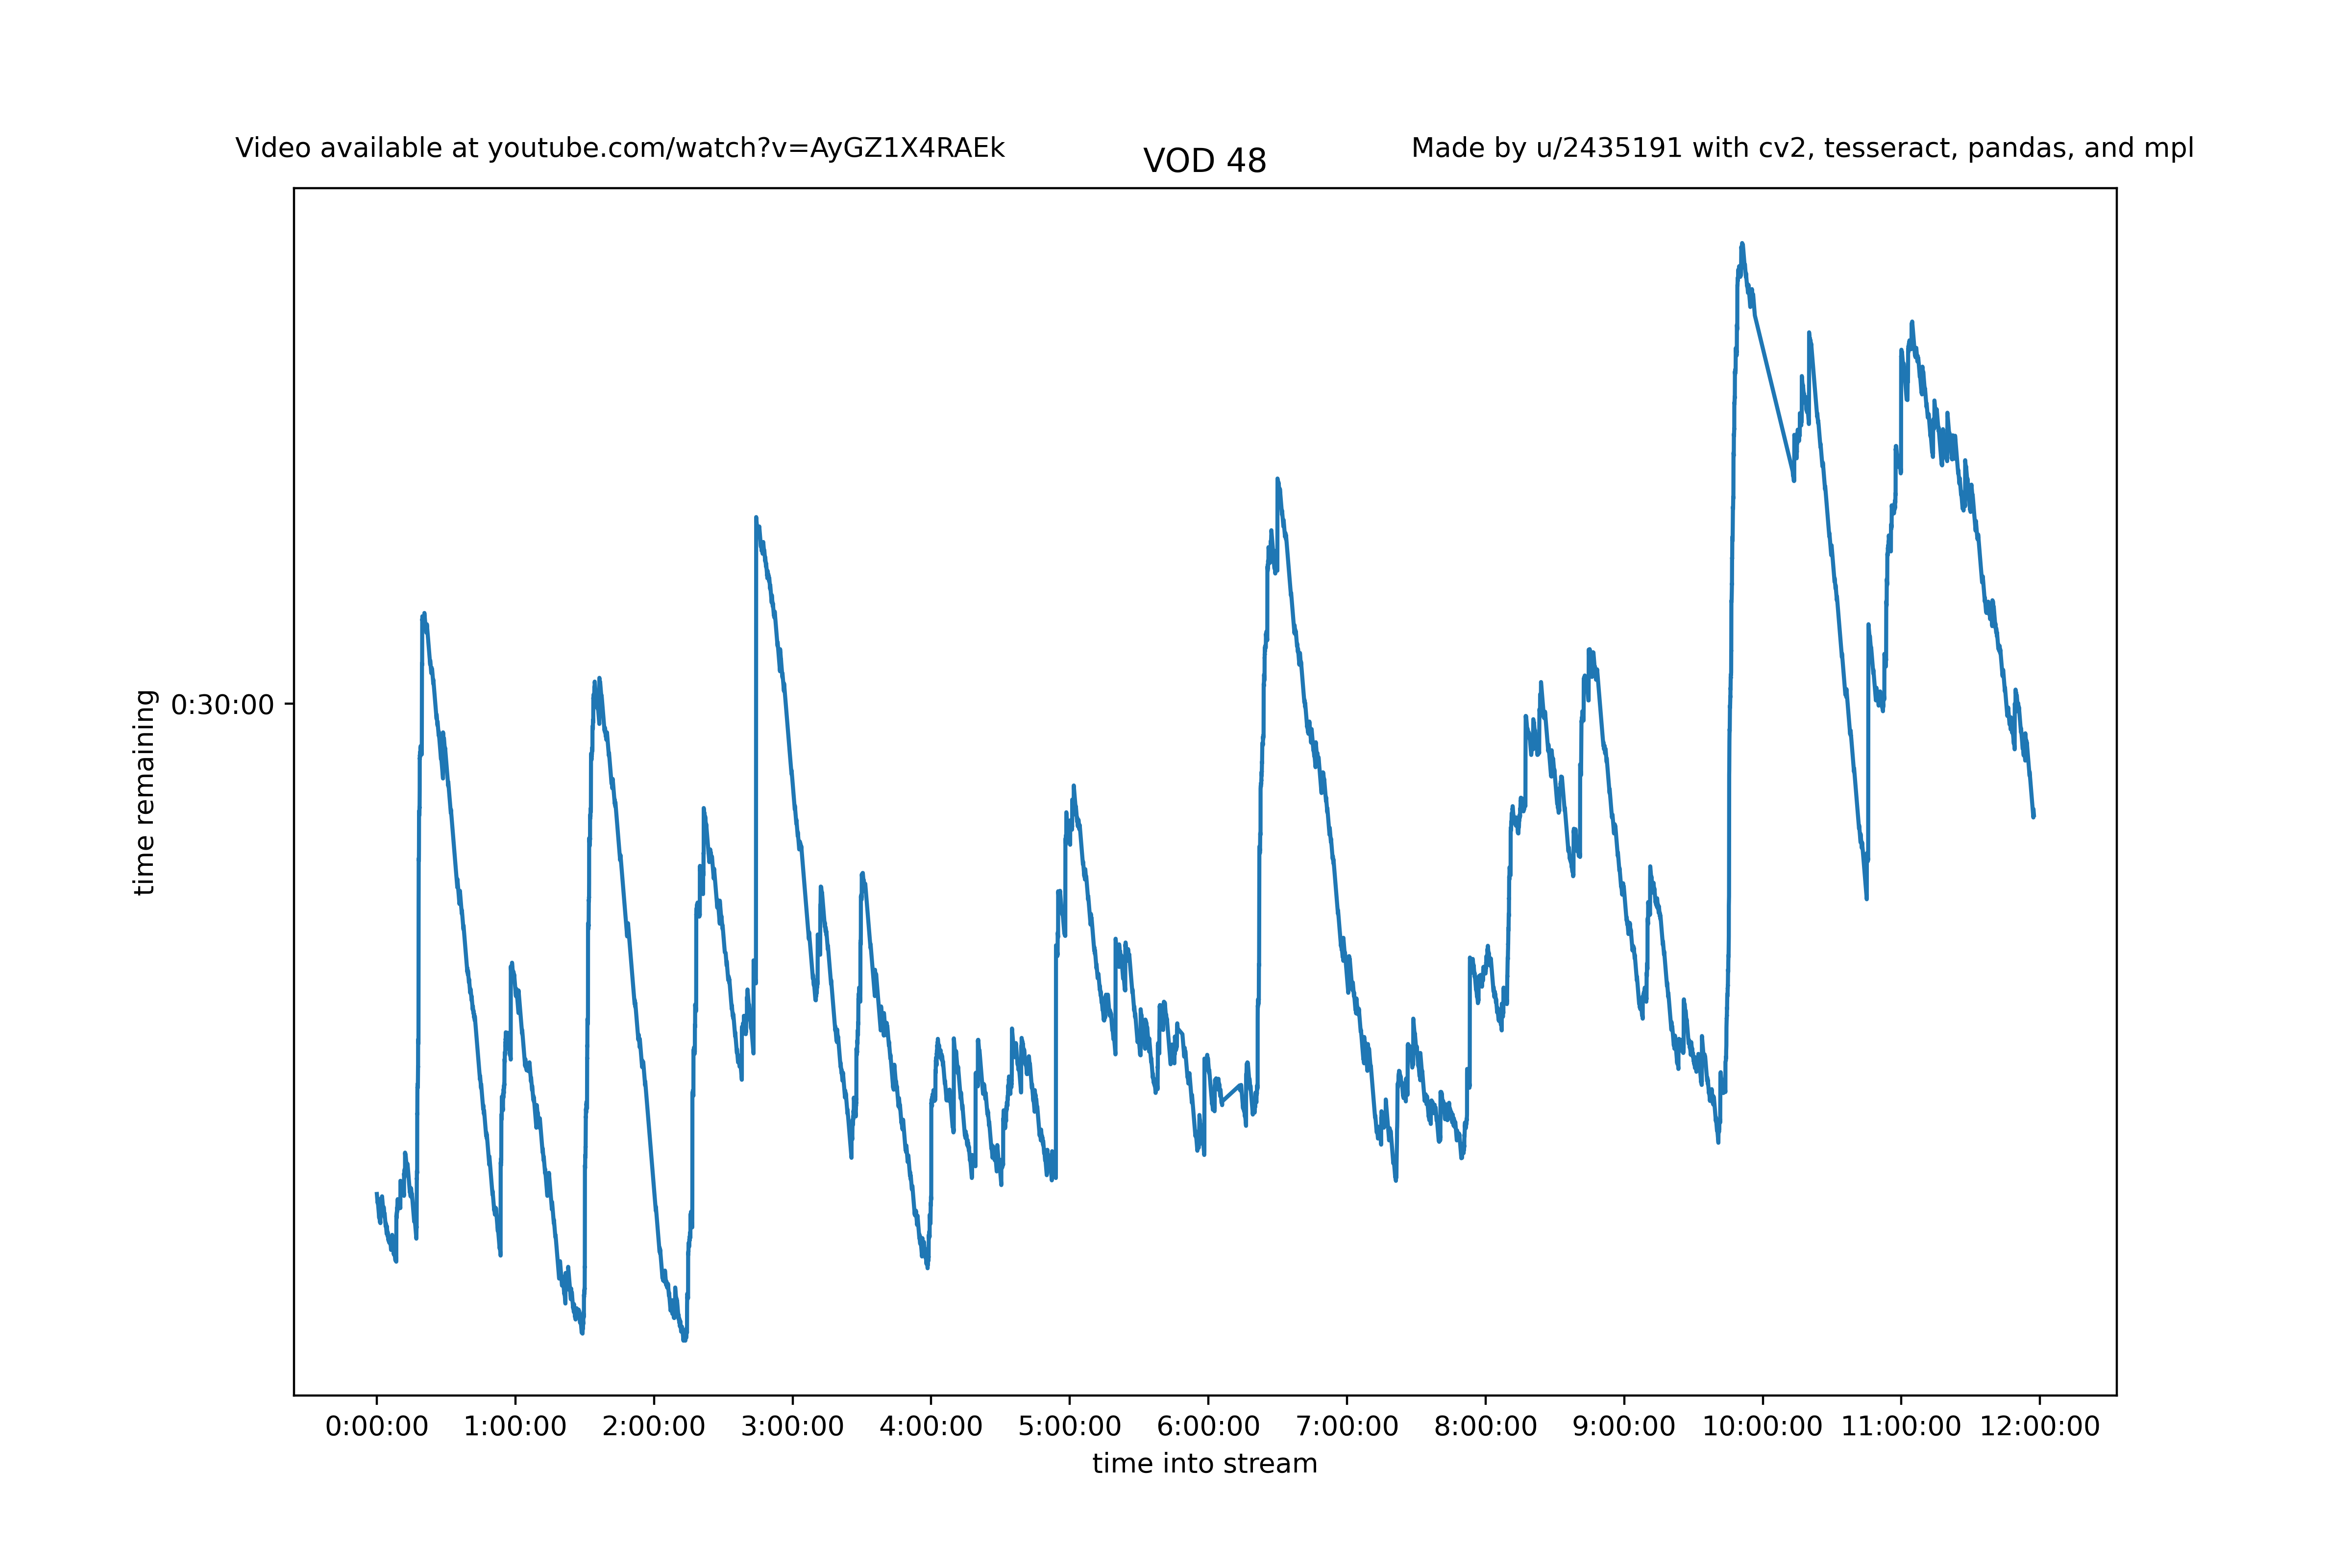 Video available at youtube.com/watch?v=AyGZ1X4RAEk
VOD 48
Made by u/2435191 with cv2, tesseract, pandas, and mpl
time remaining
0:30:00
0:00:00 1:00:00 2:00:00 3:00:00 4:00:00 5:00:00 6:00:00 7:00:00 8:00:00 9:00:00 10:00:00 11:00:00 12:00:00
time into stream